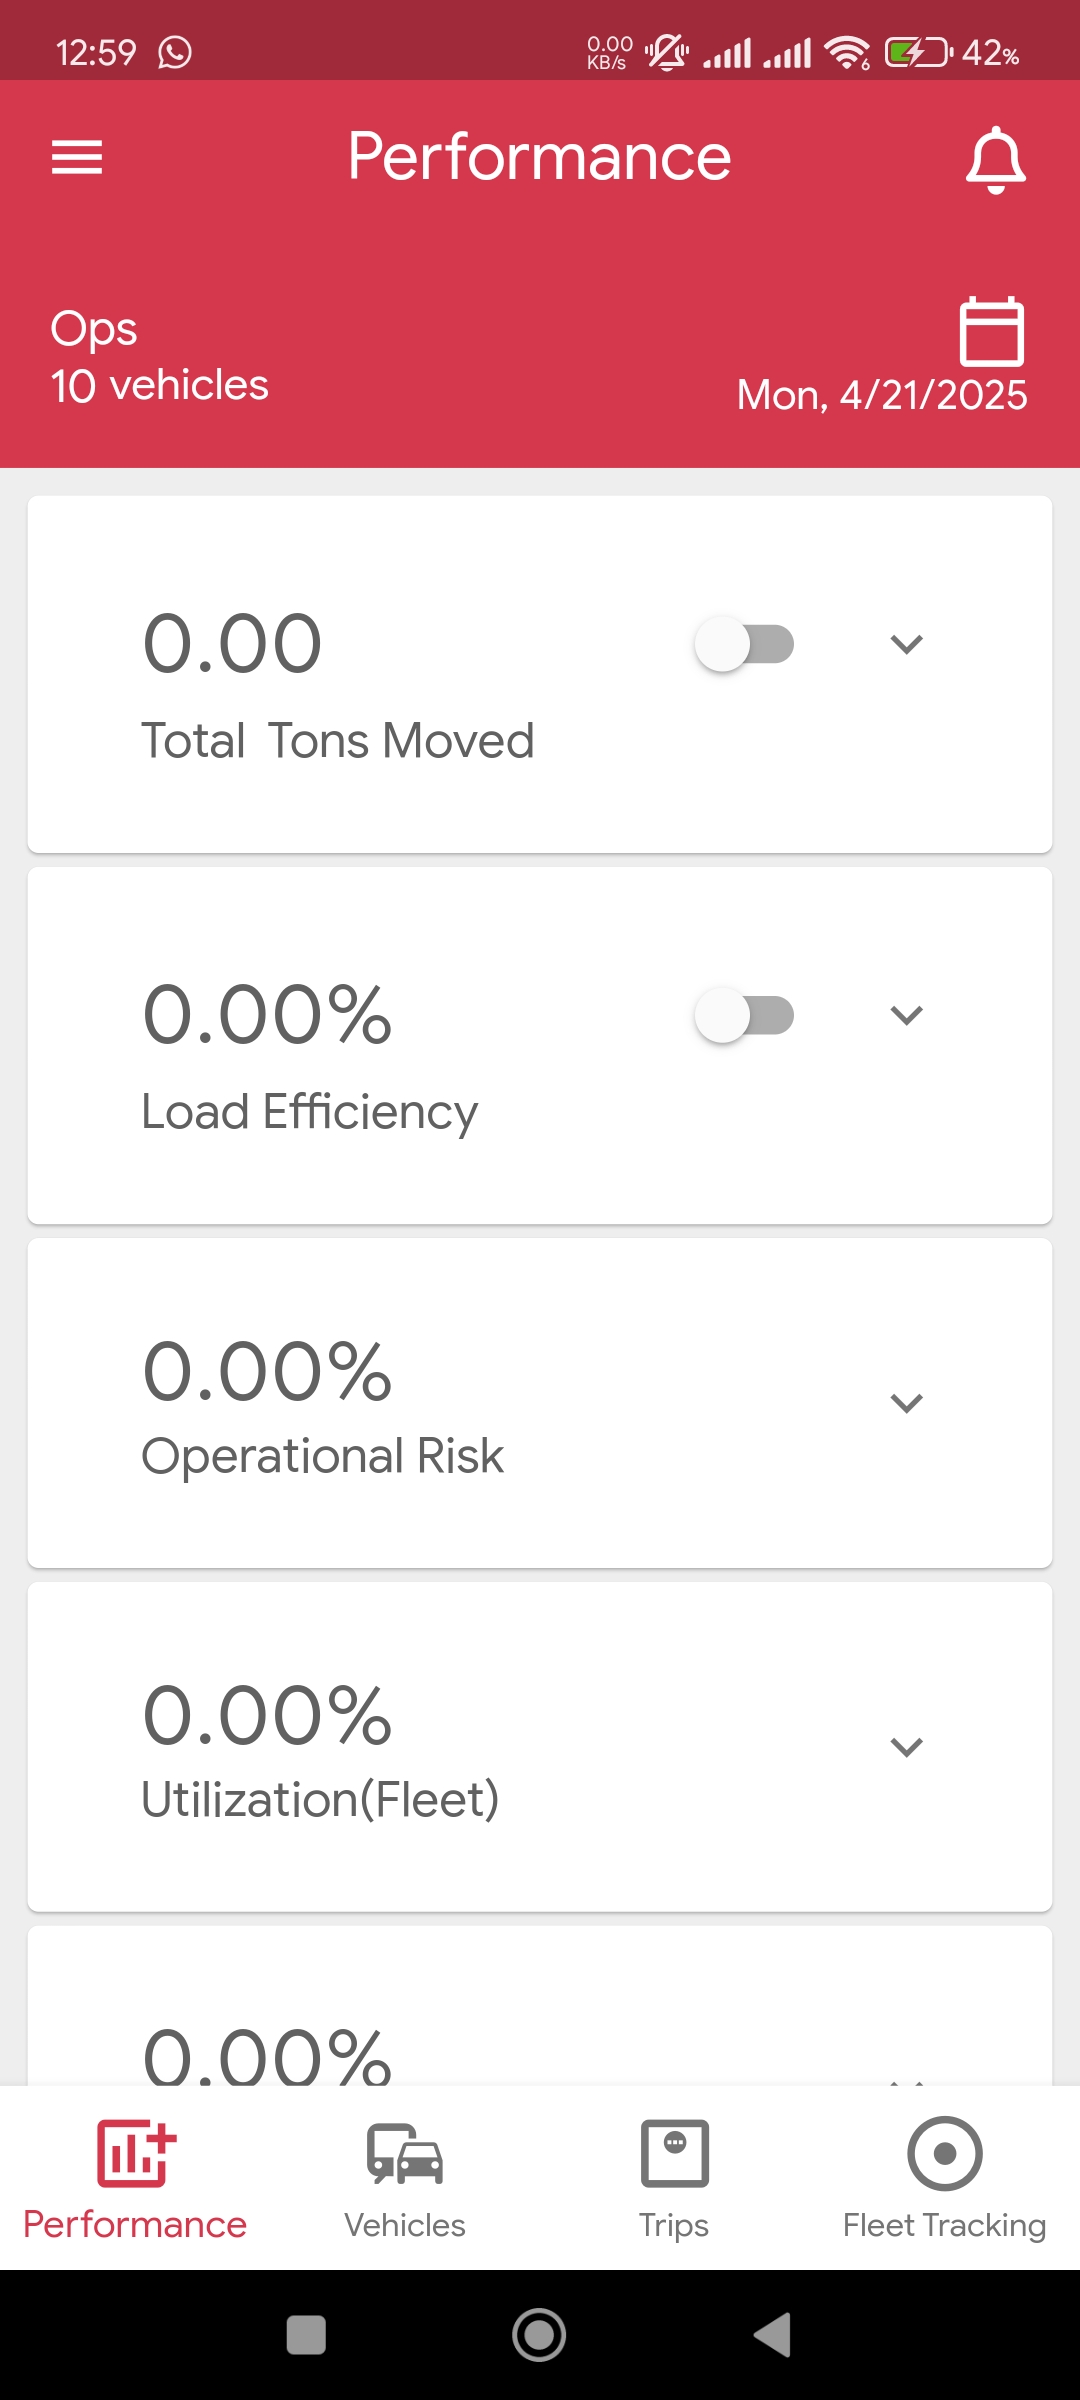 12:59 0.00 KB/s 6 42%
Performance
Ops
10 vehicles
Mon, 4/21/2025
0.00
Total  Tons Moved
0.00%
Load Efficiency
0.00%
Operational Risk
0.00%
Utilization(Fleet)
0.00%
Performance Vehicles Trips Fleet Tracking